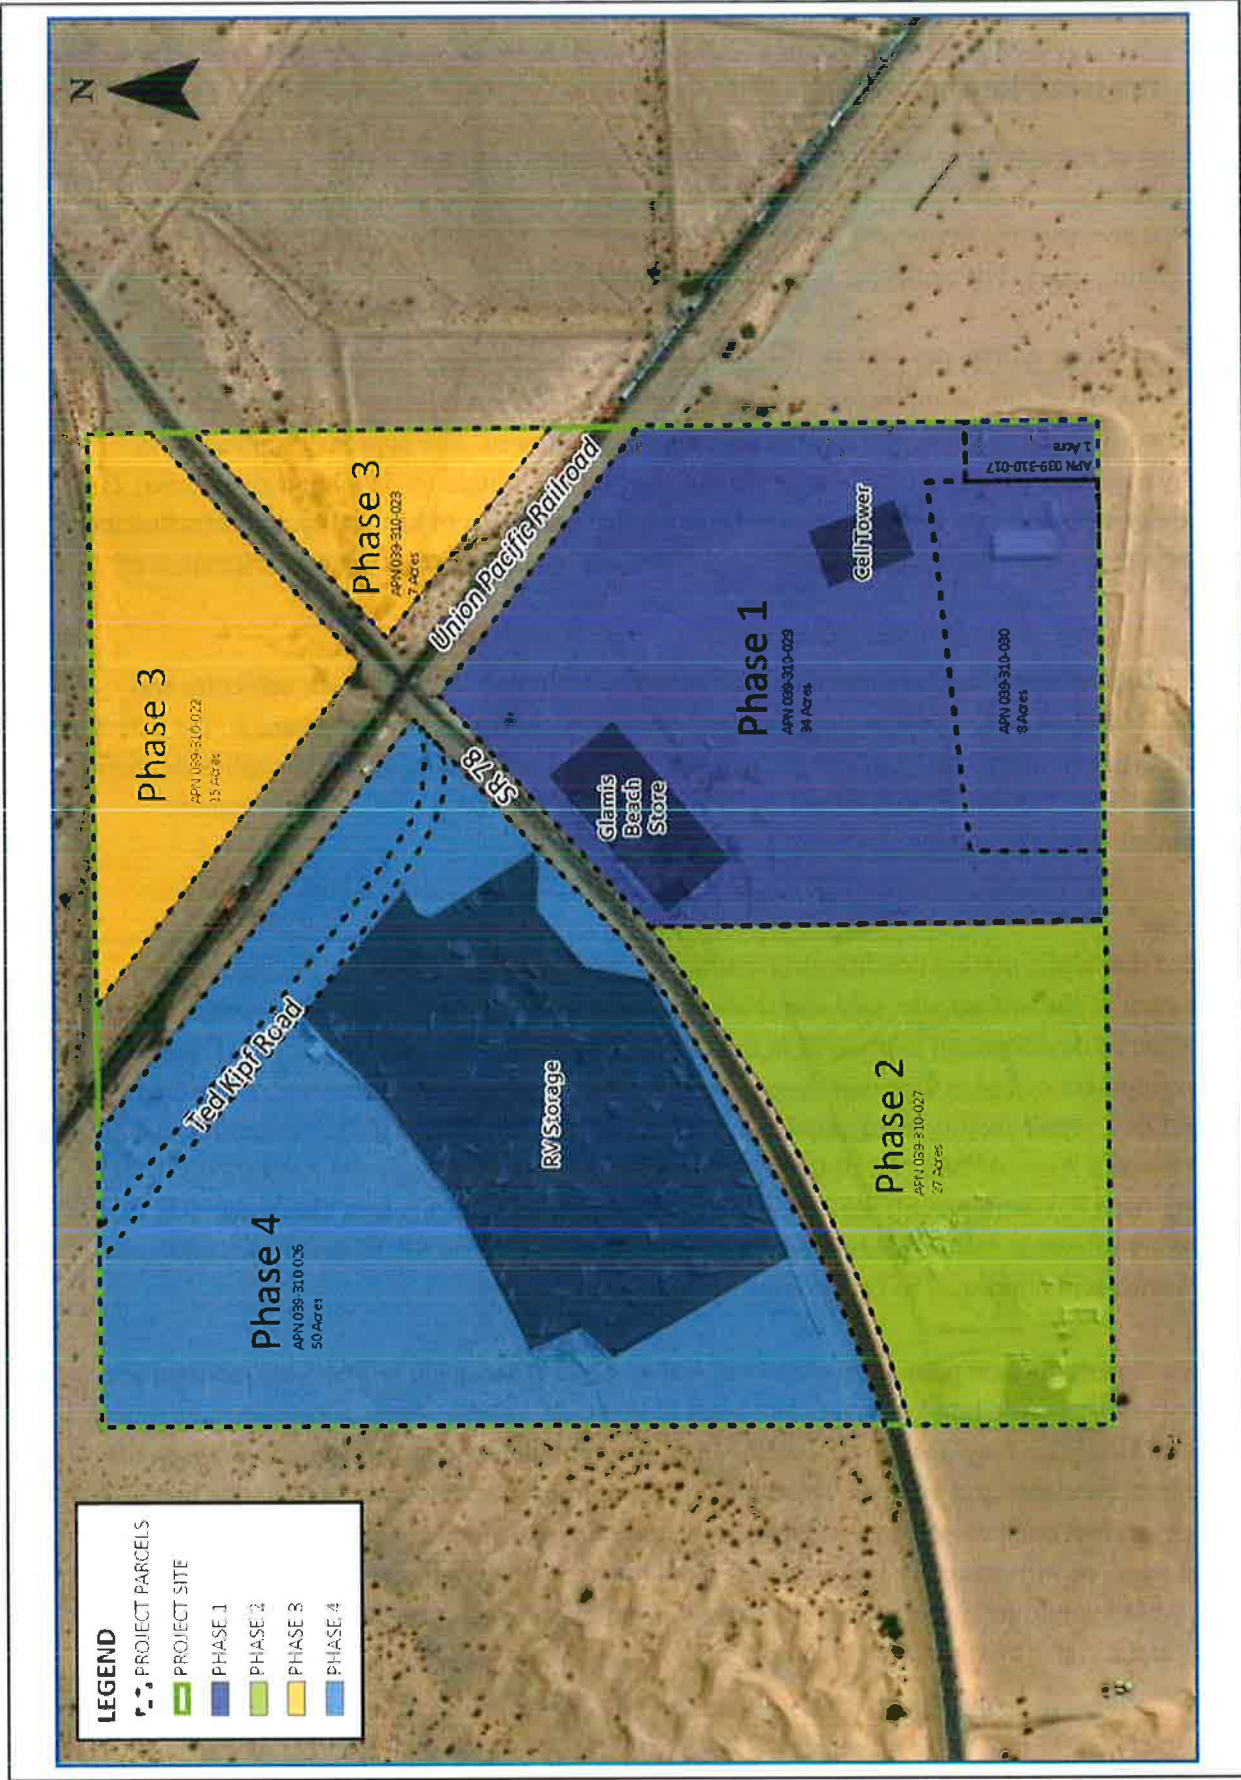 N
LEGEND
PROJECT PARCELS
PROJECT SITE
PHASE 1
PHASE 2
PHASE 3
PHASE 4
Phase 3
APN 039-310-022
15 Acres
Phase 3
APN 039-310-023
7 Acres
Union Pacific Railroad
Ted Kipf Road
SR 78
Phase 4
APN 039-310-026
50 Acres
RV Storage
Glamis
Beach
Store
Phase 1
APN 039-310-029
34 Acres
Cell Tower
APN 039-310-030
8 Acres
APN 039-310-017
1 Acre
Phase 2
APN 039-310-027
27 Acres